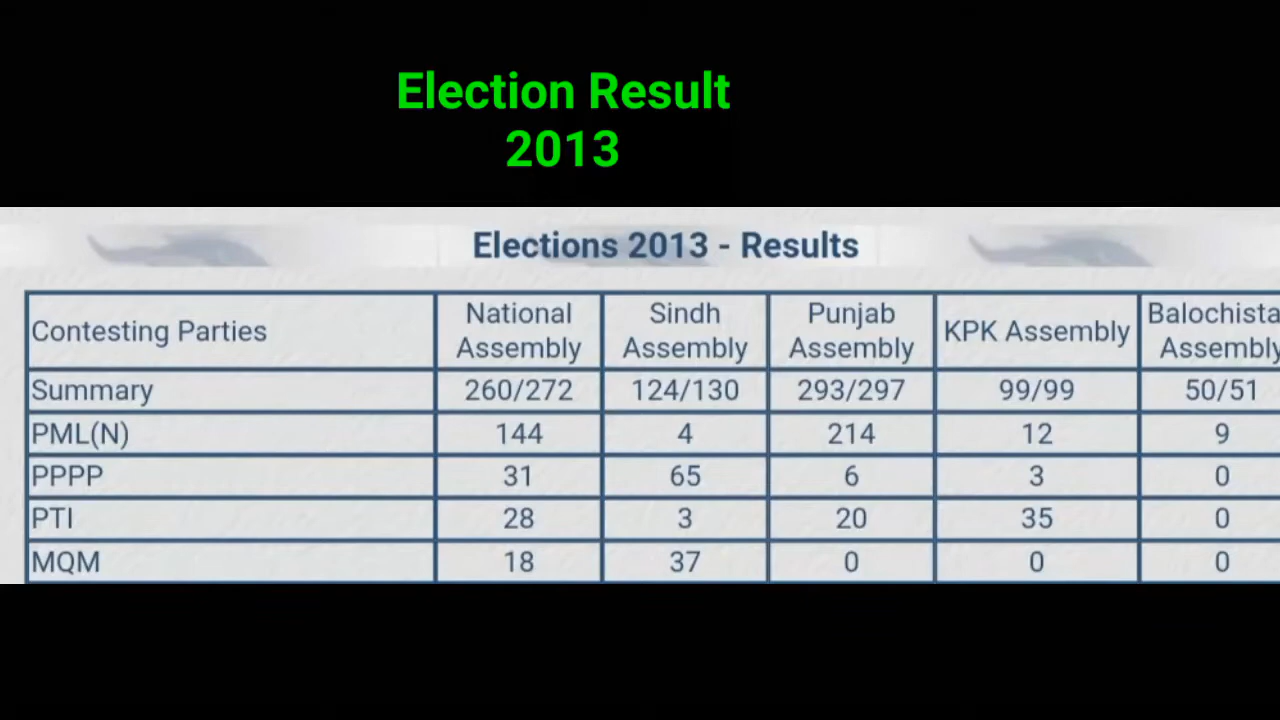 Election Result
2013
Elections 2013 - Results
Contesting Parties National Assembly Sindh Assembly Punjab Assembly KPK Assembly Balochista Assembly
Summary 260/272 124/130 293/297 99/99 50/51
PML(N) 144 4 214 12 9
PPPP 31 65 6 3 0
PTI 28 3 20 35 0
MQM 18 37 0 0 0